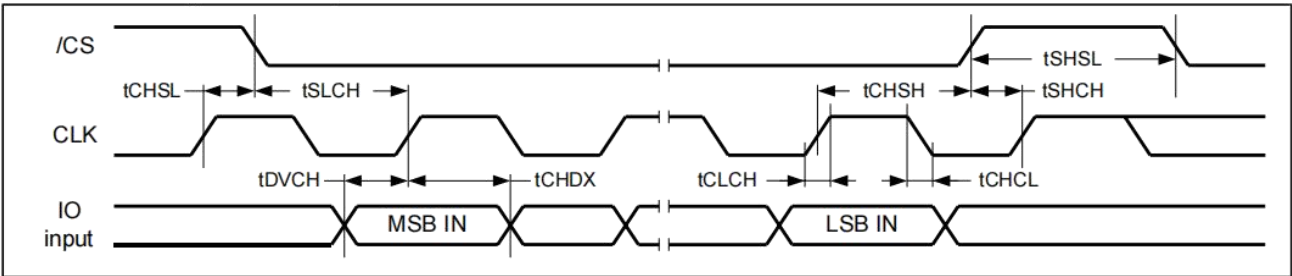 /CS
tSHSL
tCHSL
tSLCH
tCHSH
tSHCH
CLK
tDVCH
tCHDX
tCLCH
tCHCL
IO
input
MSB IN
LSB IN